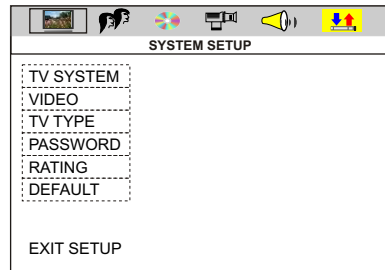 SYSTEM SETUP
TV SYSTEM
VIDEO
TV TYPE
PASSWORD
RATING
DEFAULT
EXIT SETUP